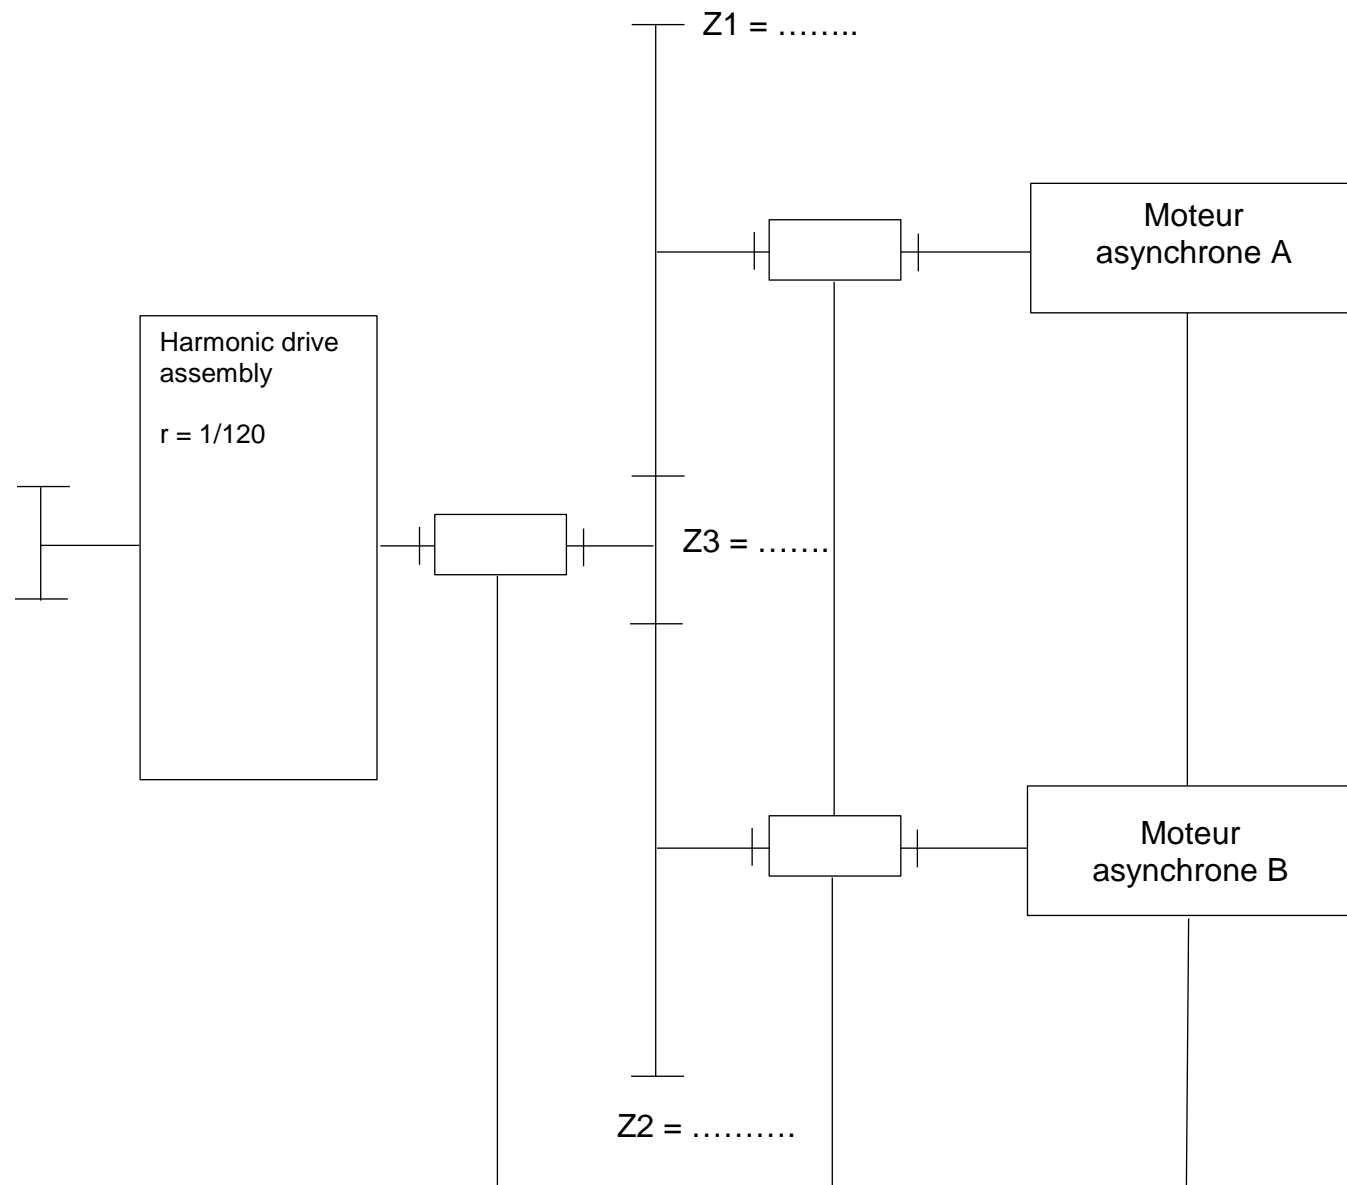 Z1 = ……..
Moteur
asynchrone A
Harmonic drive
assembly
r = 1/120
Z3 = …….
Moteur
asynchrone B
Z2 = ……….